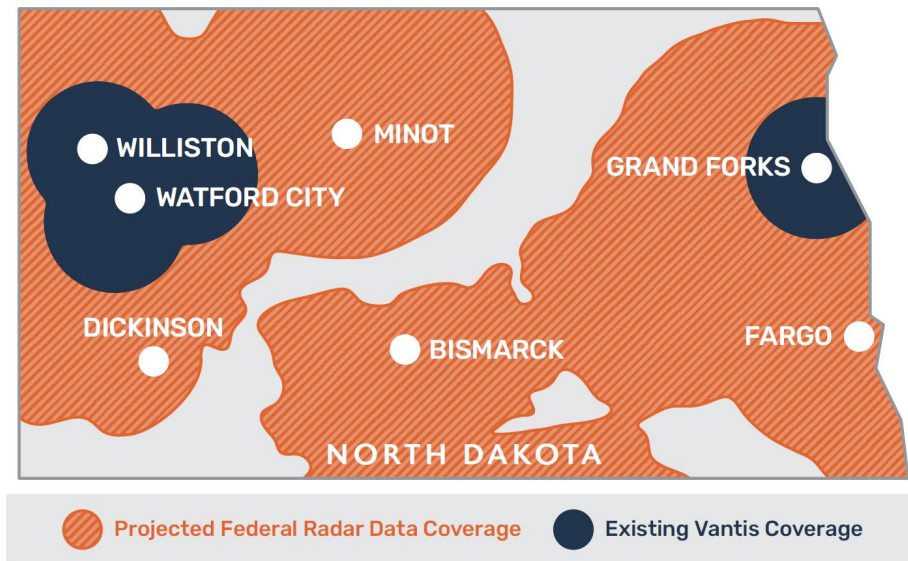 MINOT
WILLISTON
GRAND FORKS
WATFORD CITY
DICKINSON
FARGO
BISMARCK
NORTH DAKOTA
Projected Federal Radar Data Coverage
Existing Vantis Coverage